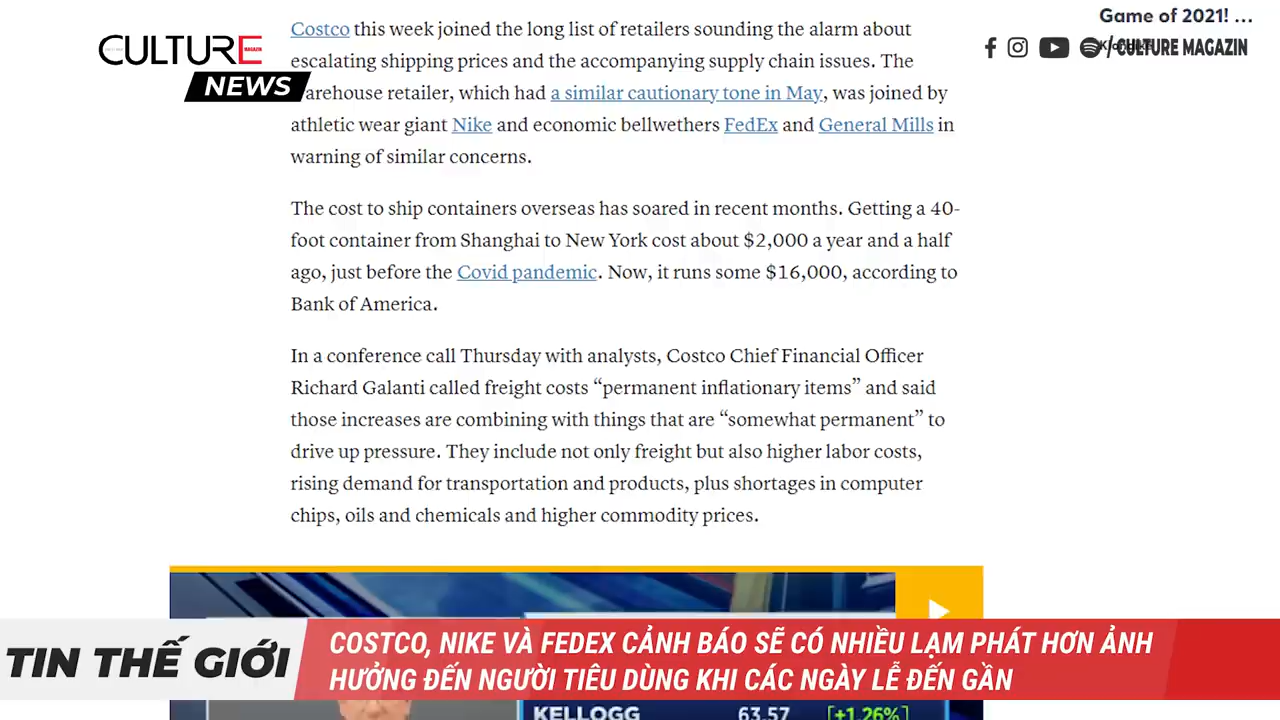 Game of 2021! ...
CULTURE
MAGAZIN
NEWS
/CULTURE MAGAZIN
Costco this week joined the long list of retailers sounding the alarm about
escalating shipping prices and the accompanying supply chain issues. The
arehouse retailer, which had a similar cautionary tone in May, was joined by
athletic wear giant Nike and economic bellwethers FedEx and General Mills in
warning of similar concerns.
The cost to ship containers overseas has soared in recent months. Getting a 40-
foot container from Shanghai to New York cost about $2,000 a year and a half
ago, just before the Covid pandemic. Now, it runs some $16,000, according to
Bank of America.
In a conference call Thursday with analysts, Costco Chief Financial Officer
Richard Galanti called freight costs “permanent inflationary items” and said
those increases are combining with things that are “somewhat permanent” to
drive up pressure. They include not only freight but also higher labor costs,
rising demand for transportation and products, plus shortages in computer
chips, oils and chemicals and higher commodity prices.
TIN THẾ GIỚI
COSTCO, NIKE VÀ FEDEX CẢNH BÁO SẼ CÓ NHIỀU LẠM PHÁT HƠN ẢNH
HƯỞNG ĐẾN NGƯỜI TIÊU DÙNG KHI CÁC NGÀY LỄ ĐẾN GẦN
KELLOGG 63.57 [+1.26%]